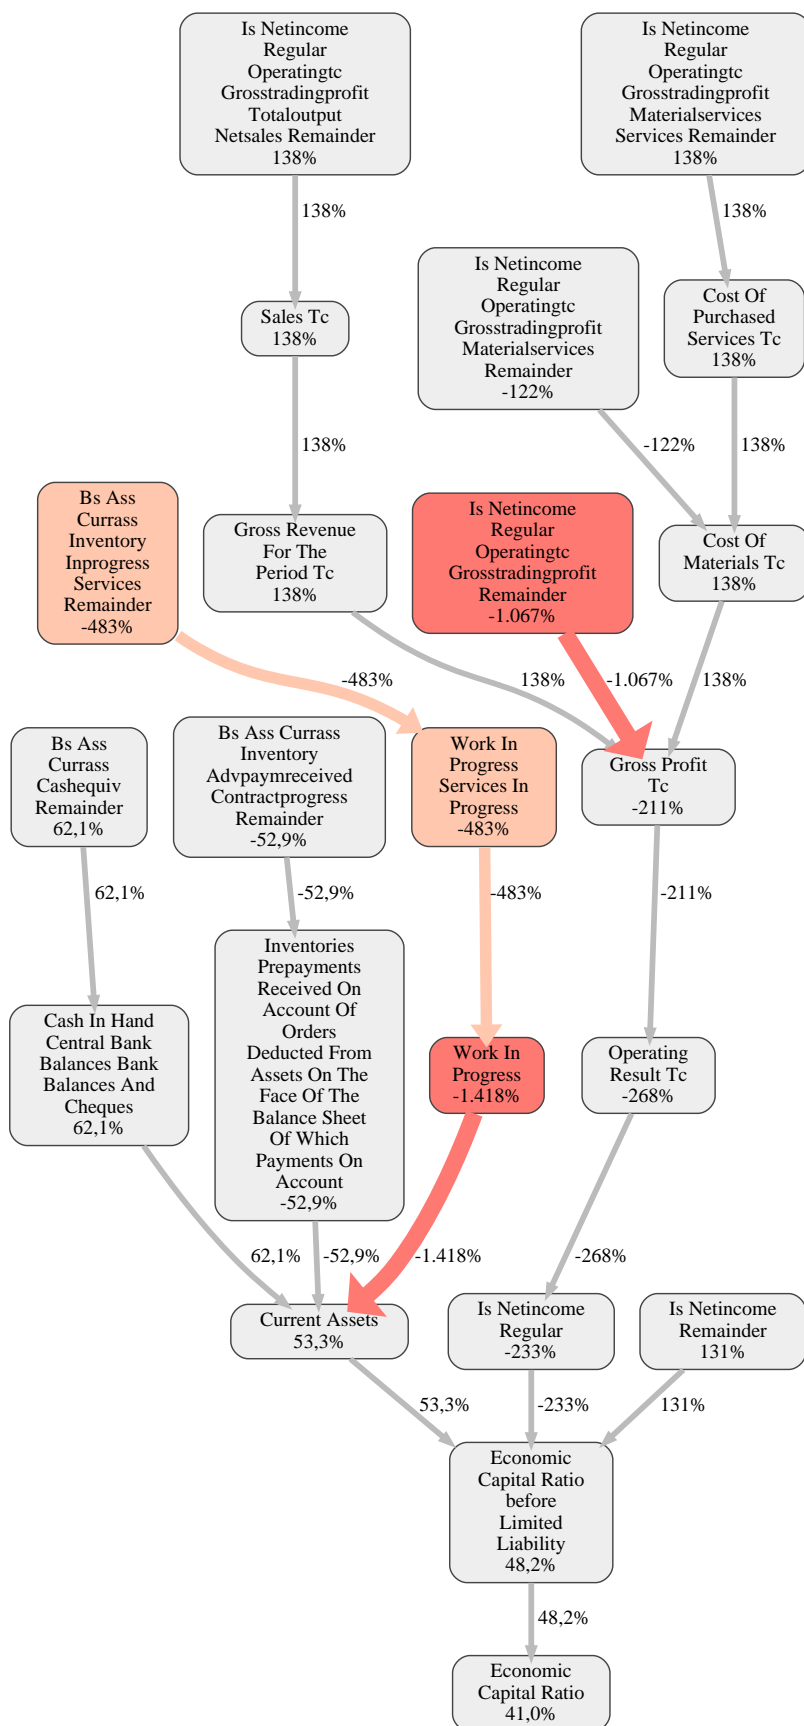 Is Netincome
Regular
Operatingtc
Grosstradingprofit
Totaloutput
Netsales Remainder
138%
Is Netincome
Regular
Operatingtc
Grosstradingprofit
Materialservices
Services Remainder
138%
138%
138%
Is Netincome
Regular
Operatingtc
Grosstradingprofit
Materialservices
Remainder
-122%
Cost Of
Purchased
Services Tc
138%
Sales Tc
138%
138%
-122%
138%
Bs Ass
Currass
Inventory
Inprogress
Services
Remainder
-483%
Gross Revenue
For The
Period Tc
138%
Is Netincome
Regular
Operatingtc
Grosstradingprofit
Remainder
-1.067%
Cost Of
Materials Tc
138%
-483%
138%
-1.067%
138%
Bs Ass
Currass
Cashequiv
Remainder
62,1%
Bs Ass Currass
Inventory
Advpaymreceived
Contractprogress
Remainder
-52,9%
Work In
Progress
Services In
Progress
-483%
Gross Profit
Tc
-211%
62,1%
-52,9%
-483%
-211%
Cash In Hand
Central Bank
Balances Bank
Balances And
Cheques
62,1%
Inventories
Prepayments
Received On
Account Of
Orders
Deducted From
Assets On The
Face Of The
Balance Sheet
Of Which
Payments On
Account
-52,9%
Work In
Progress
-1.418%
Operating
Result Tc
-268%
62,1%
-52,9%
-1.418%
-268%
Current Assets
53,3%
Is Netincome
Regular
-233%
Is Netincome
Remainder
131%
53,3%
-233%
131%
Economic
Capital Ratio
before
Limited
Liability
48,2%
48,2%
Economic
Capital Ratio
41,0%